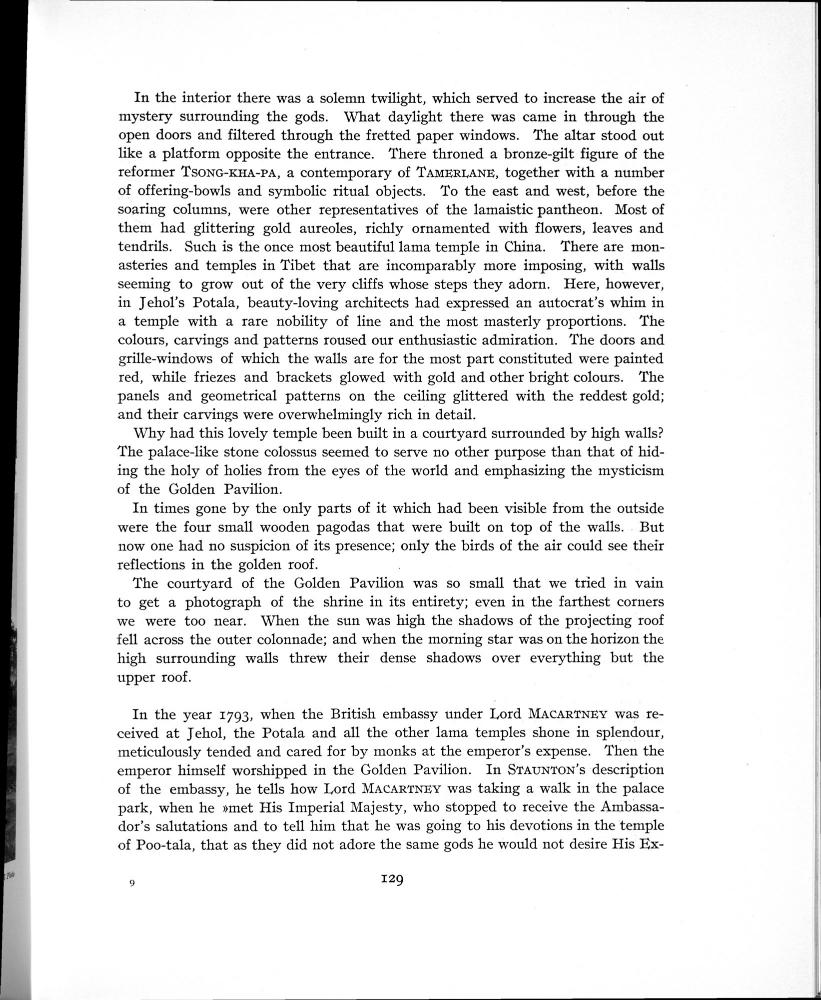 In the interior there was a solemn twilight, which served to increase the air of
mystery surrounding the gods. What daylight there was came in through the
open doors and filtered through the fretted paper windows. The altar stood out
like a platform opposite the entrance. There throned a bronze-gilt figure of the
reformer TSONG-KHA-PA, a contemporary of TAMERLANE, together with a number
of offering-bowls and symbolic ritual objects. To the east and west, before the
soaring columns, were other representatives of the lamaistic pantheon. Most of
them had glittering gold aureoles, richly ornamented with flowers, leaves and
tendrils. Such is the once most beautiful lama temple in China. There are mon-
asteries and temples in Tibet that are incomparably more imposing, with walls
seeming to grow out of the very cliffs whose steps they adorn. Here, however,
in Jehol's Potala, beauty-loving architects had expressed an autocrat's whim in
a temple with a rare nobility of line and the most masterly proportions. The
colours, carvings and patterns roused our enthusiastic admiration. The doors and
grille-windows of which the walls are for the most part constituted were painted
red, while friezes and brackets glowed with gold and other bright colours. The
panels and geometrical patterns on the ceiling glittered with the reddest gold;
and their carvings were overwhelmingly rich in detail.
Why had this lovely temple been built in a courtyard surrounded by high walls?
The palace-like stone colossus seemed to serve no other purpose than that of hid-
ing the holy of holies from the eyes of the world and emphasizing the mysticism
of the Golden Pavilion.
In times gone by the only parts of it which had been visible from the outside
were the four small wooden pagodas that were built on top of the walls. But
now one had no suspicion of its presence; only the birds of the air could see their
reflections in the golden roof.
The courtyard of the Golden Pavilion was so small that we tried in vain
to get a photograph of the shrine in its entirety; even in the farthest corners
we were too near. When the sun was high the shadows of the projecting roof
fell across the outer colonnade; and when the morning star was on the horizon the
high surrounding walls threw their dense shadows over everything but the
upper roof.
In the year 1793, when the British embassy under Lord MACARTNEY was re-
ceived at Jehol, the Potala and all the other lama temples shone in splendour,
meticulously tended and cared for by monks at the emperor's expense. Then the
emperor himself worshipped in the Golden Pavilion. In STAUNTON's description
of the embassy, he tells how Lord MACARTNEY was taking a walk in the palace
park, when he »met His Imperial Majesty, who stopped to receive the Ambassa-
dor's salutations and to tell him that he was going to his devotions in the temple
of Poo-tala, that as they did not adore the same gods he would not desire His Ex-
9
129